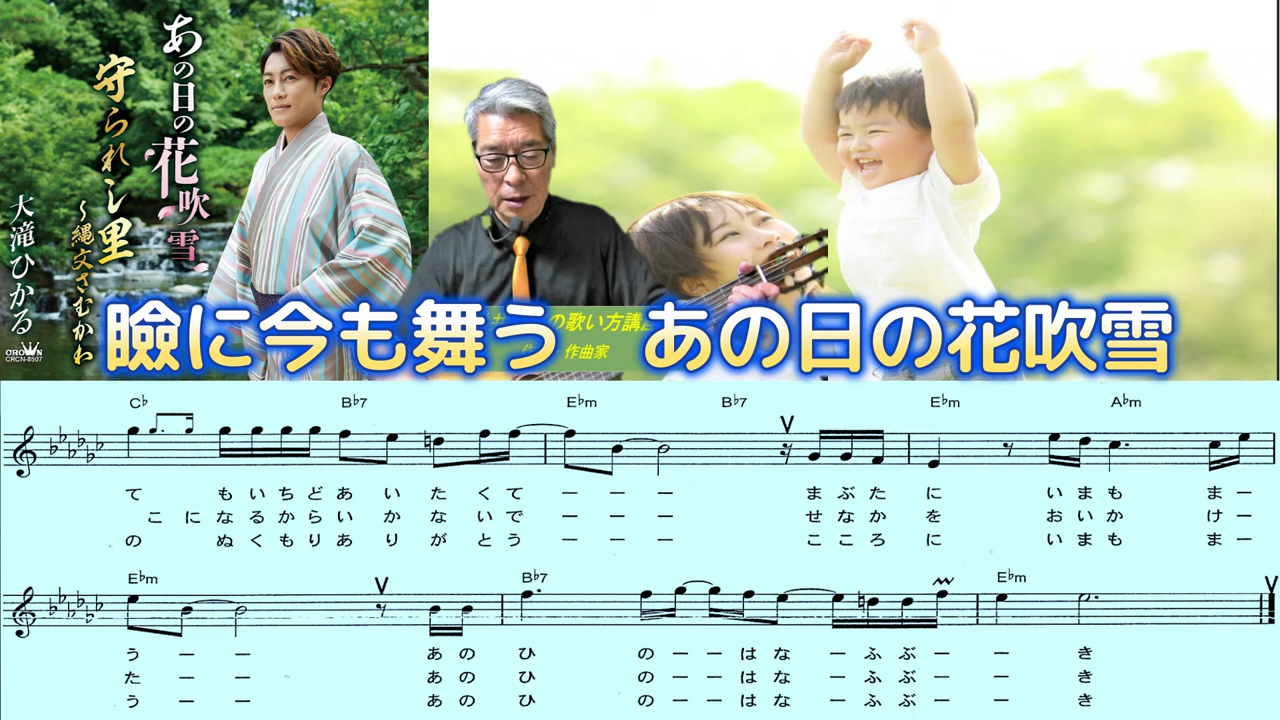 あの日の花吹雪
守られし里
～縄文さむかわ
大滝ひかる
CROWN
CRCN-8507
の歌い方講
作曲家
瞼に今も舞う あの日の花吹雪
C♭ B♭7 E♭m B♭7 E♭m A♭m
て もいちどあいたくて ー ー ー まぶたに いまも まー
こになるからいかないで ー ー ー せなかを おいか けー
の ぬくもりありがとう ー ー ー こころに いまも まー
E♭m B♭7 E♭m
う ー ー あの ひ の ー ー はな ー ふぶ ー き
た ー ー あの ひ の ー ー はな ー ふぶ ー き
う ー ー あの ひ の ー ー はな ー ふぶ ー き